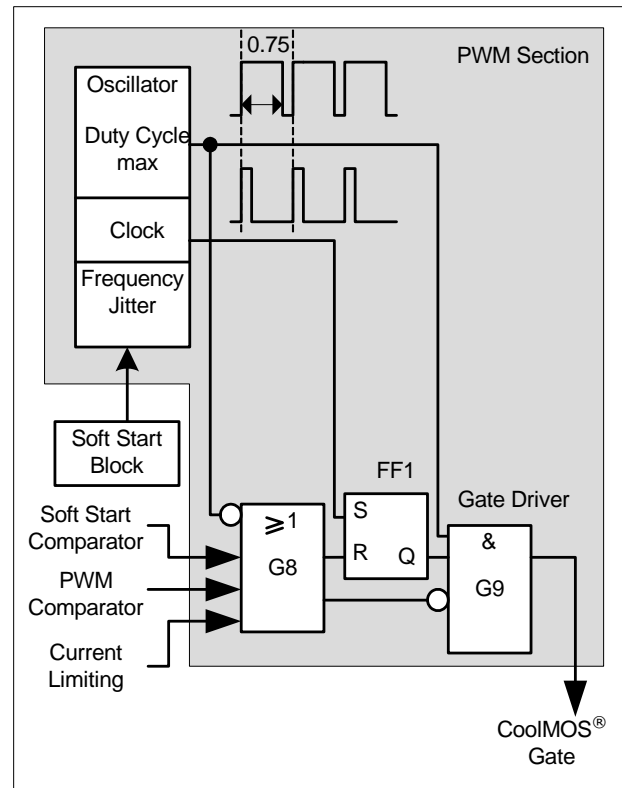 0.75
PWM Section
Oscillator
Duty Cycle
max
Clock
Frequency
Jitter
Soft Start
Block
FF1
Gate Driver
Soft Start
Comparator
PWM
Comparator
Current
Limiting
≥1
G8
S
R
Q
&
G9
CoolMOS®
Gate